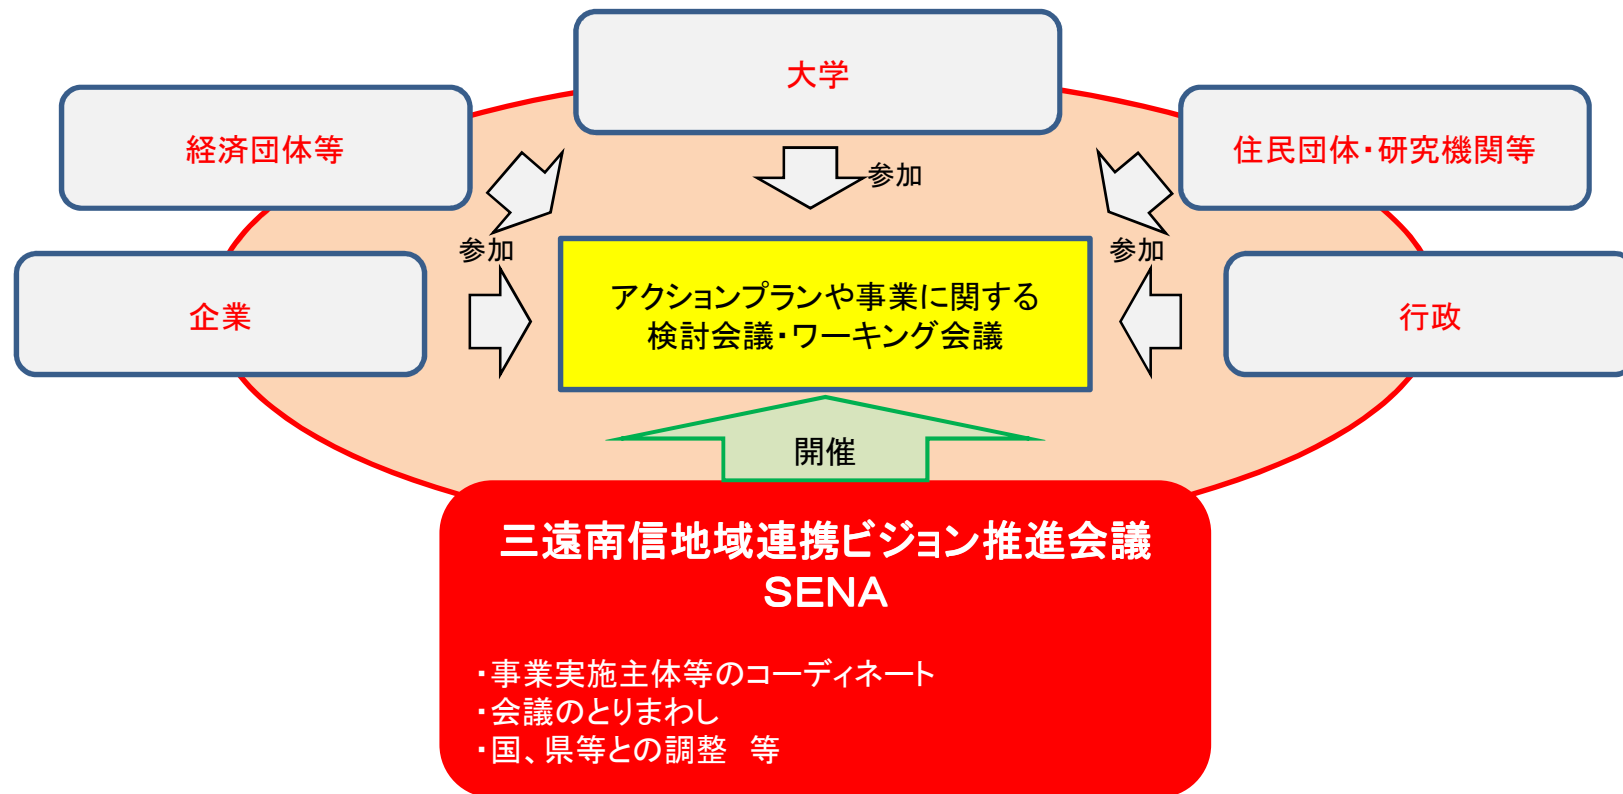 大学
経済団体等
住民団体・研究機関等
参加
参加
参加
企業
アクションプランや事業に関する
検討会議・ワーキング会議
行政
開催
三遠南信地域連携ビジョン推進会議
SENA
・事業実施主体等のコーディネート
・会議のとりまわし
・国、県等との調整　等